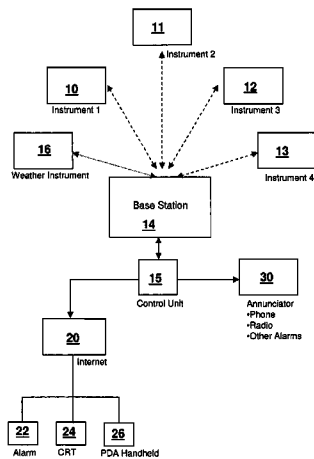 11
Instrument 2
10
Instrument 1
12
Instrument 3
16
Weather Instrument
13
Instrument 4
Base Station
14
15
Control Unit
30
Annunciator
•Phone
•Radio
•Other Alarms
20
Internet
22
Alarm
24
CRT
26
PDA Handheld